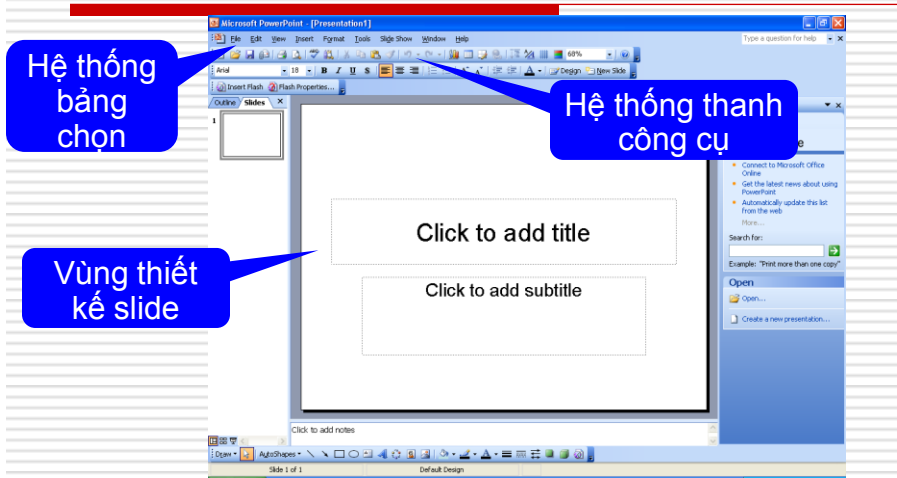 Microsoft PowerPoint - [Presentation1]
File Edit View Insert Format Tools Slide Show Window Help
Type a question for help
68%
Arial 18 B I U S A Design New Slide
Insert Flash Flash Properties...
Outline Slides
1
Hệ thống
bảng
chọn
Hệ thống thanh
công cụ
Vùng thiết
kế slide
Click to add title
Click to add subtitle
Connect to Microsoft Office
Online
Get the latest news about using
PowerPoint
Automatically update this list
from the web
More...
Search for:
Example: "Print more than one copy"
Open
Open...
Create a new presentation...
Click to add notes
Draw AutoShapes A
Slide 1 of 1 Default Design